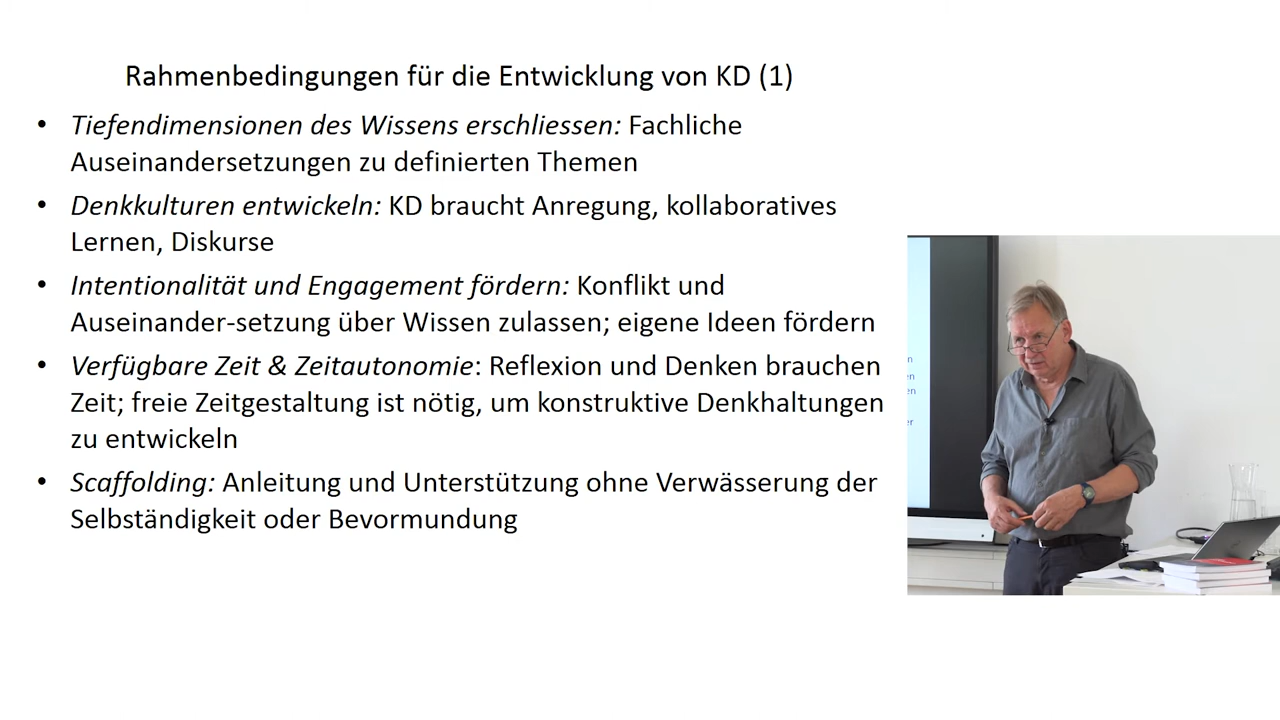 Rahmenbedingungen für die Entwicklung von KD (1)
• Tiefendimensionen des Wissens erschliessen: Fachliche
Auseinandersetzungen zu definierten Themen
• Denkkulturen entwickeln: KD braucht Anregung, kollaboratives
Lernen, Diskurse
• Intentionalität und Engagement fördern: Konflikt und
Auseinander-setzung über Wissen zulassen; eigene Ideen fördern
• Verfügbare Zeit & Zeitautonomie: Reflexion und Denken brauchen
Zeit; freie Zeitgestaltung ist nötig, um konstruktive Denkhaltungen
zu entwickeln
• Scaffolding: Anleitung und Unterstützung ohne Verwässerung der
Selbständigkeit oder Bevormundung